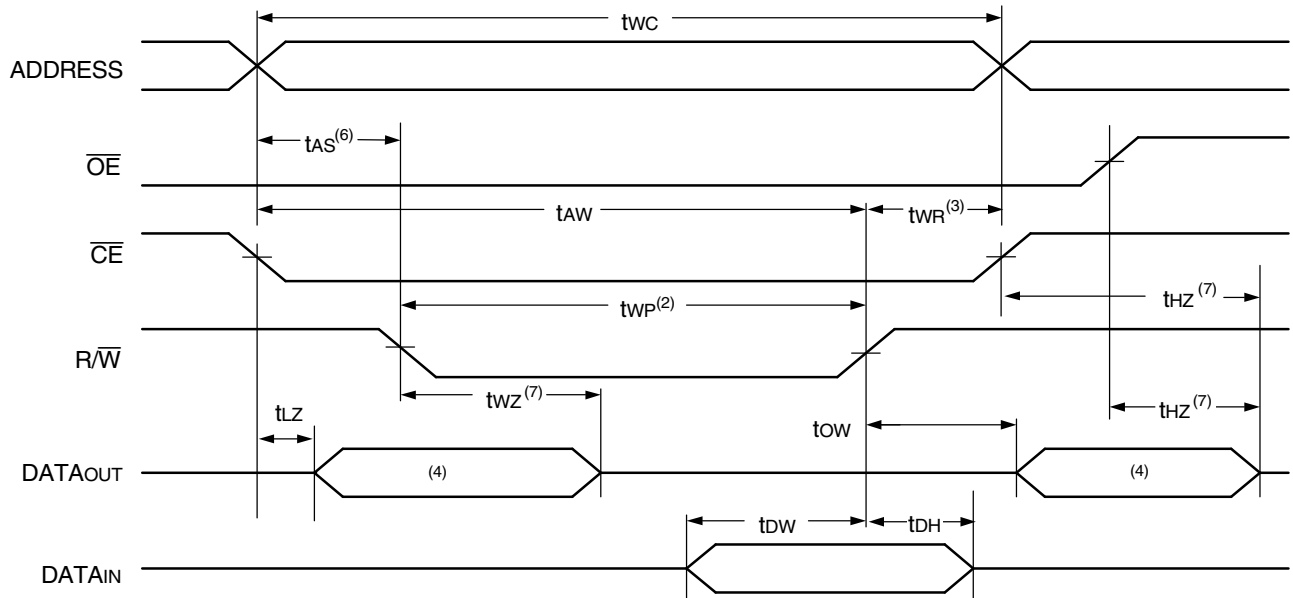 tWC
ADDRESS
tAS(6)
OE
tAW
tWR(3)
CE
tWP(2)
tHZ(7)
R/W
tWZ(7)
tLZ
tHZ(7)
tOW
DATAOUT
(4)
(4)
tDW
tDH
DATAIN